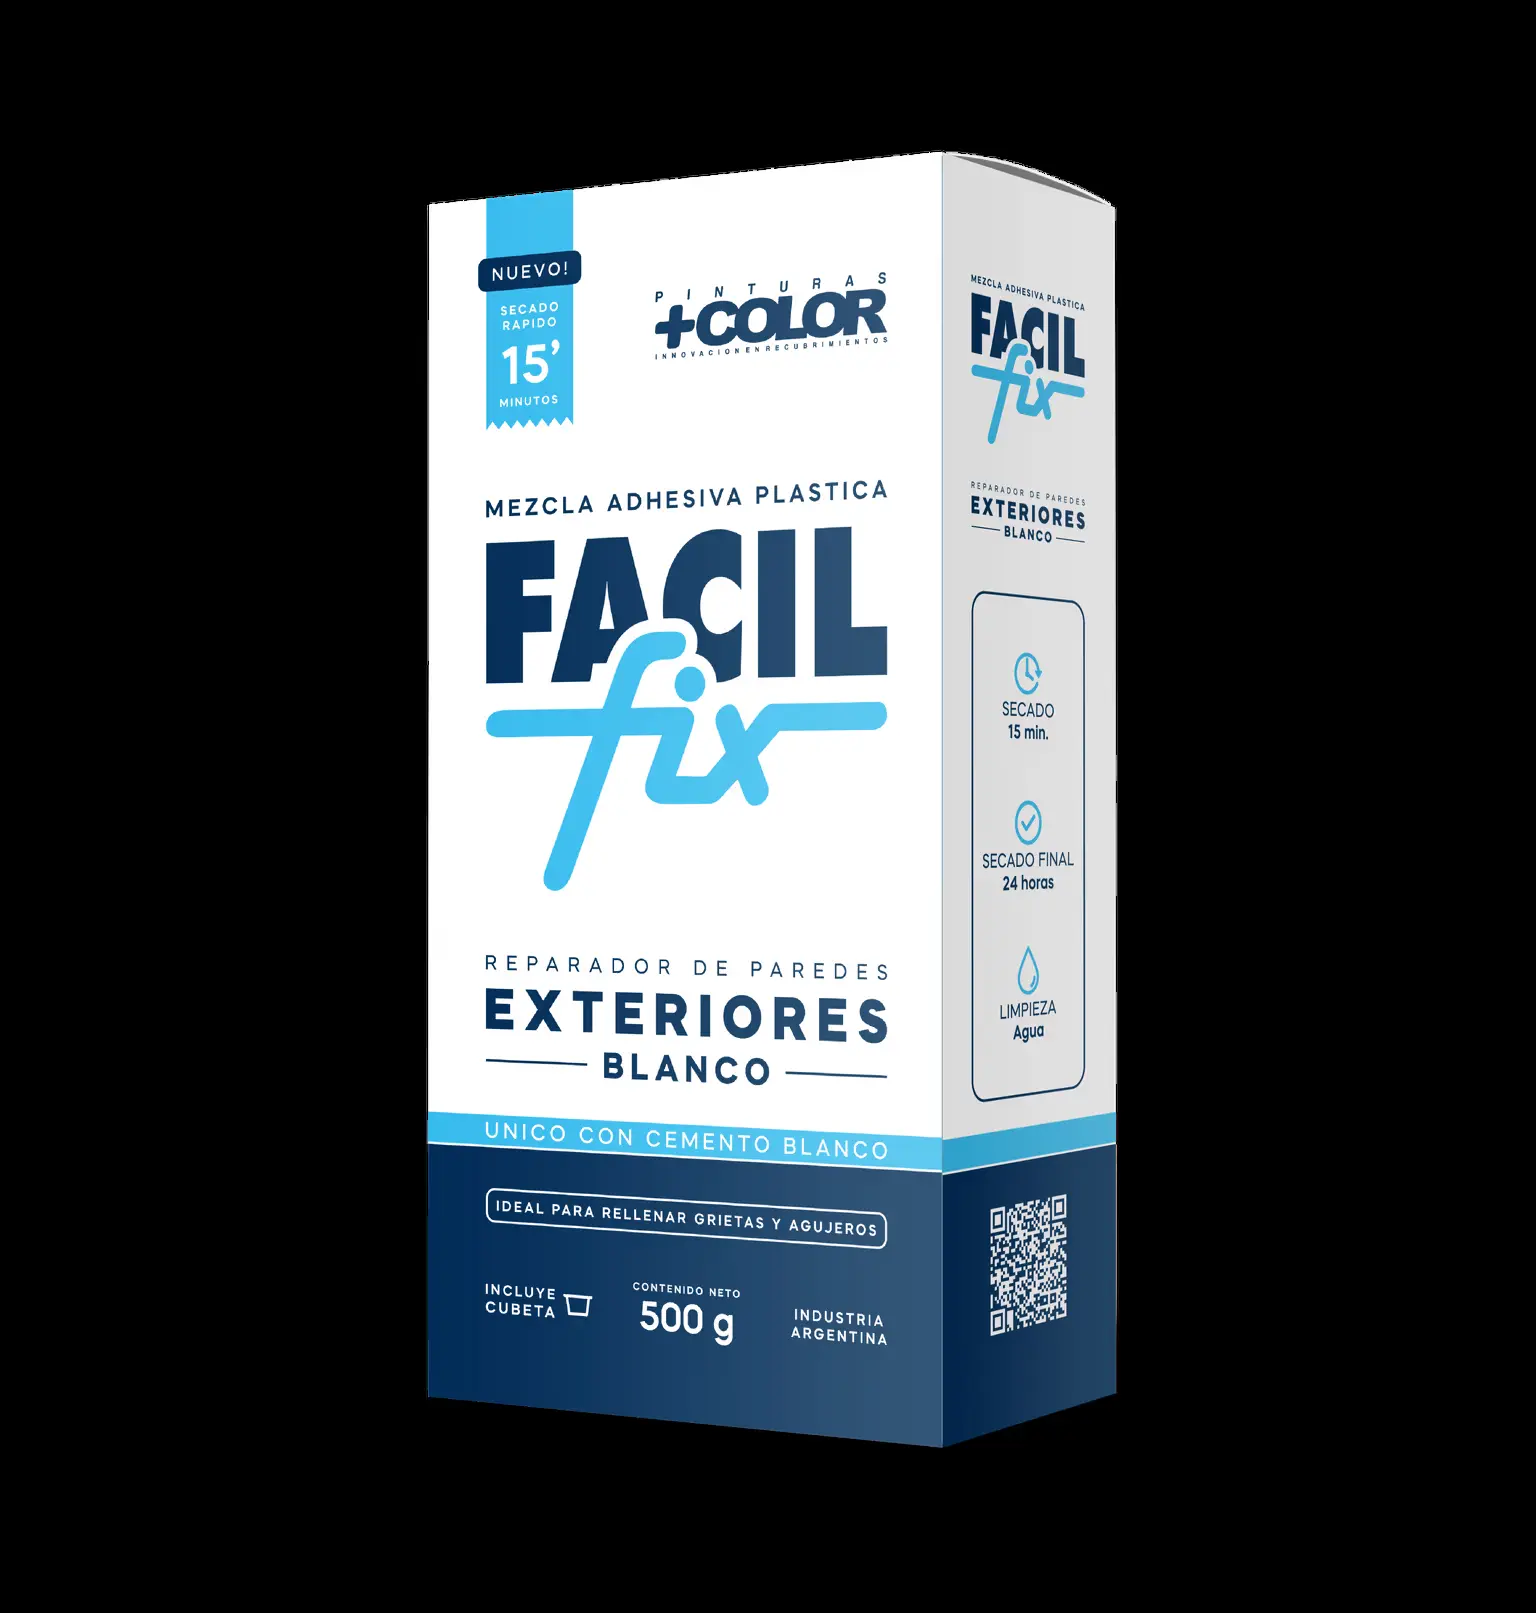 NUEVO!
SECADO
RAPIDO
15’
MINUTOS
PINTURAS
+COLOR
INNOVACION EN RECUBRIMIENTOS
MEZCLA ADHESIVA PLASTICA
FACIL
fix
REPARADOR DE PAREDES
EXTERIORES
BLANCO
UNICO CON CEMENTO BLANCO
IDEAL PARA RELLENAR GRIETAS Y AGUJEROS
INCLUYE
CUBETA
CONTENIDO NETO
500 g
INDUSTRIA
ARGENTINA
MEZCLA ADHESIVA PLASTICA
FACIL
fix
REPARADOR DE PAREDES
EXTERIORES
BLANCO
SECADO
15 min.
SECADO FINAL
24 horas
LIMPIEZA
Agua